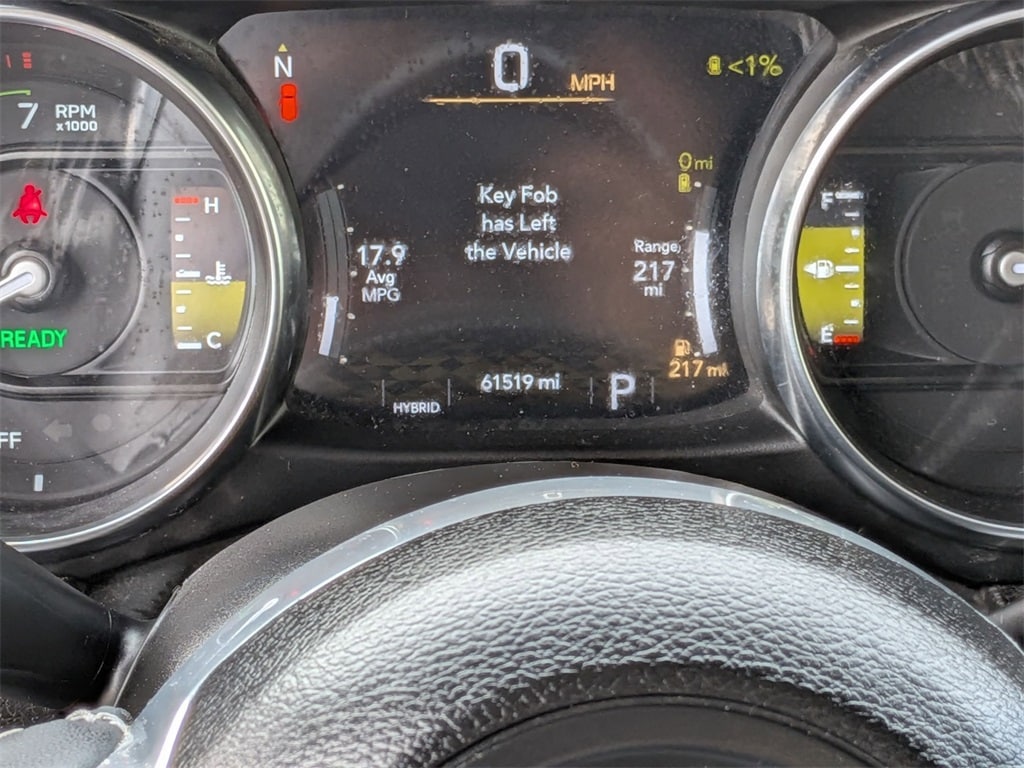 N
0 MPH
<1%
7 RPM
x1000
0 mi
Key Fob
has Left
the Vehicle
H
C
17.9
Avg
MPG
Range
217
mi
F
E
READY
217 mi
61519 mi
P
HYBRID
FF